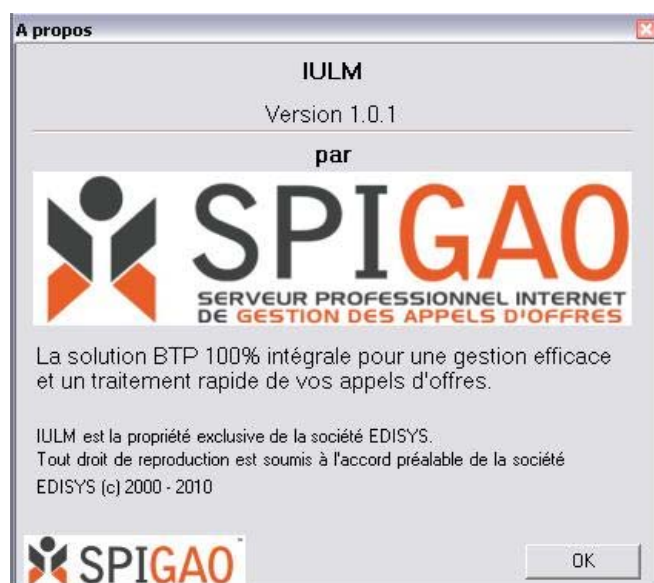 A propos
IULM
Version 1.0.1
par
SPIGAO
SERVEUR PROFESSIONNEL INTERNET
DE GESTION DES APPELS D'OFFRES
La solution BTP 100% intégrale pour une gestion efficace
et un traitement rapide de vos appels d'offres.
IULM est la propriété exclusive de la société EDISYS.
Tout droit de reproduction est soumis à l'accord préalable de la société
EDISYS (c) 2000 - 2010
SPIGAO
OK